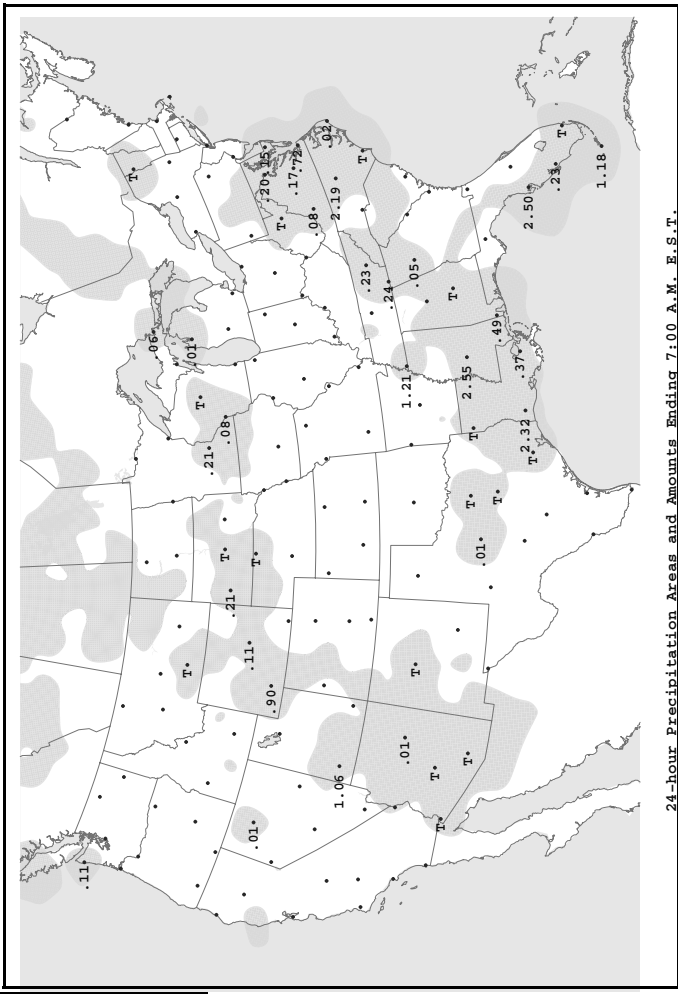 .11
T
.06
T
.01
T
.21
.08
T
.21
.11
.01
T
.20
.15
.90
T
.17
.72
.08
.02
2.19
1.06
T
.23
.24
.01
1.21
.05
T
T
T
T
2.55
T
T
T
.01
.49
T
.37
2.32
2.50
T
.23
T
1.18
24-hour Precipitation Areas and Amounts Ending 7:00 A.M. E.S.T.